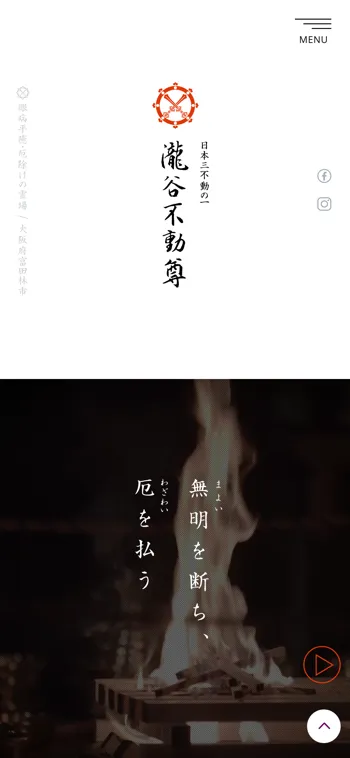 MENU
日本三不動の一
瀧谷不動尊
眼病平癒・厄除けの霊場 / 大阪府富田林市
まよい
無明を断ち、
わざわい
厄を払う